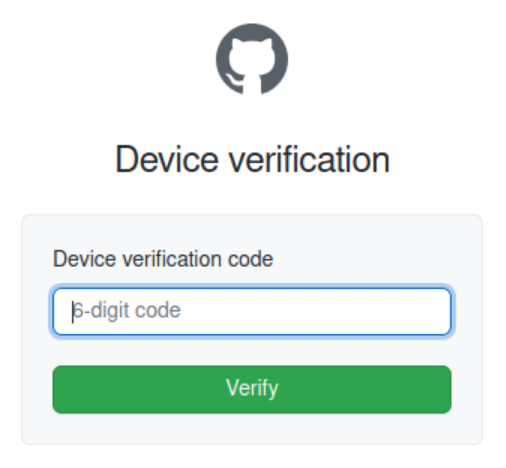 Device verification
Device verification code
6-digit code
Verify